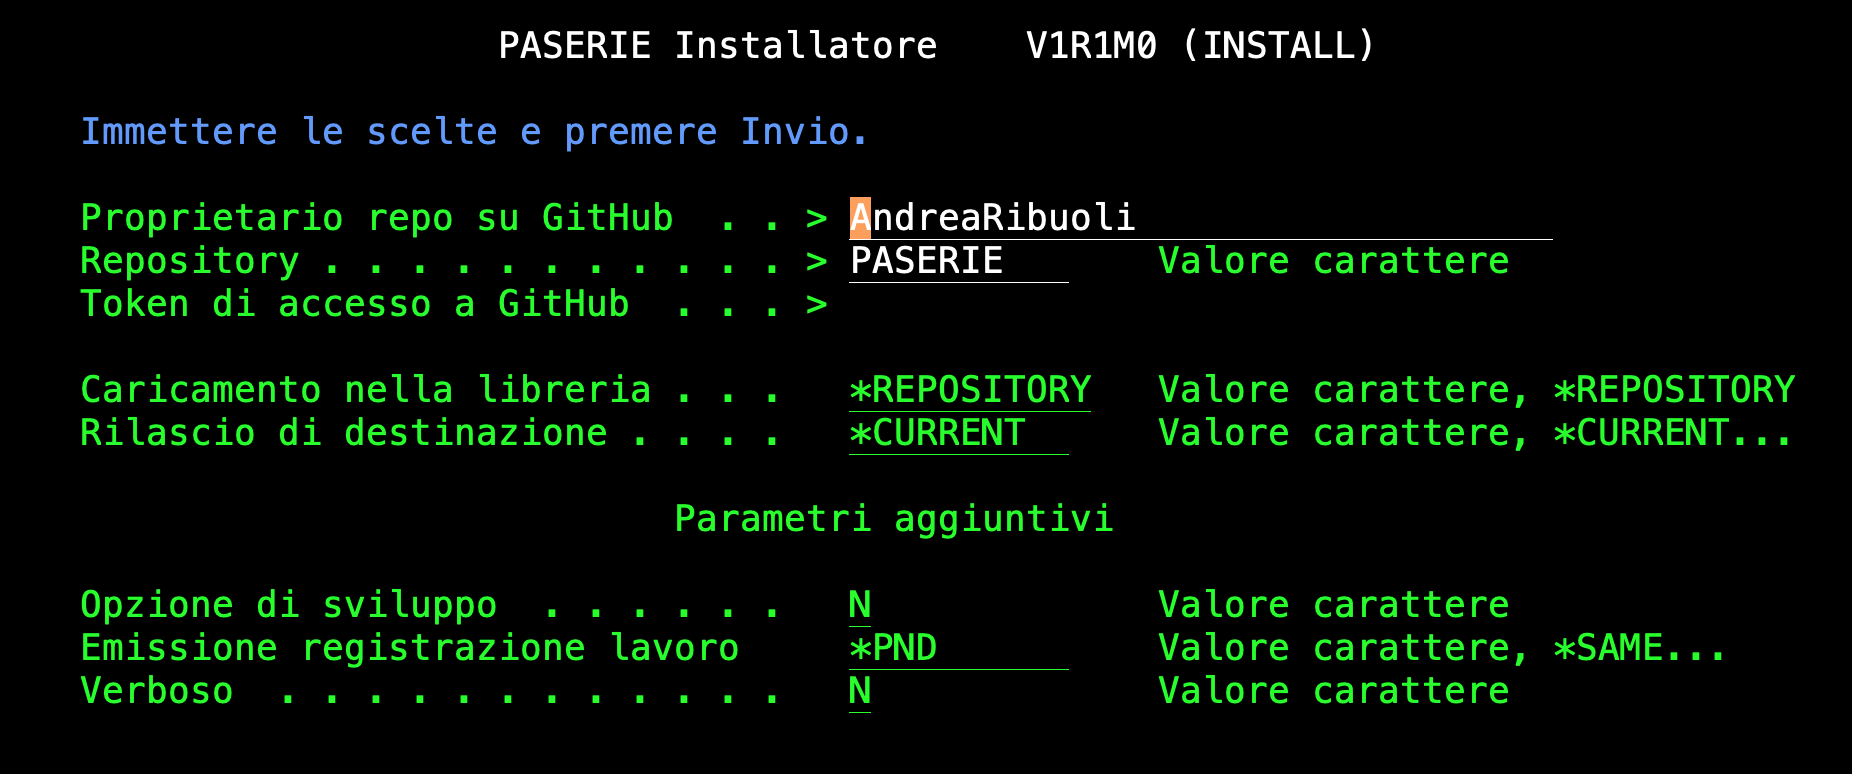 PASERIE Installatore    V1R1M0 (INSTALL)
Immettere le scelte e premere Invio.
Proprietario repo su GitHub  . . > AndreaRibuoli
Repository . . . . . . . . . . . > PASERIE       Valore carattere
Token di accesso a GitHub  . . . >
Caricamento nella libreria . . .   *REPOSITORY   Valore carattere, *REPOSITORY
Rilascio di destinazione . . . .   *CURRENT      Valore carattere, *CURRENT...
Parametri aggiuntivi
Opzione di sviluppo  . . . . . .   N             Valore carattere
Emissione registrazione lavoro     *PND          Valore carattere, *SAME...
Verboso  . . . . . . . . . . . .   N             Valore carattere